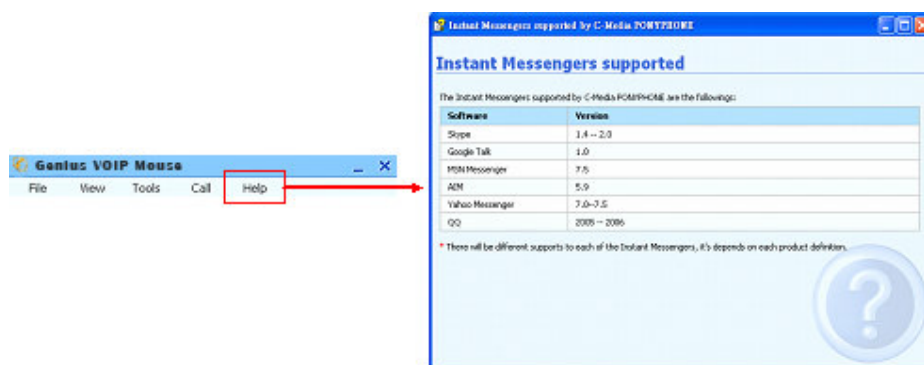 Genius VOIP Mouse
File View Tools Call Help
Instant Messengers supported by C-Media PONYPHONE
Instant Messengers supported
The Instant Messengers supported by C-Media PONYPHONE are the followings:
Software Version
Skype 1.4 -- 2.0
Google Talk 1.0
MSN Messenger 7.5
AIM 5.9
Yahoo Messenger 7.0--7.5
QQ 2005 -- 2006
* There will be different supports to each of the Instant Messengers, it's depends on each product definition.